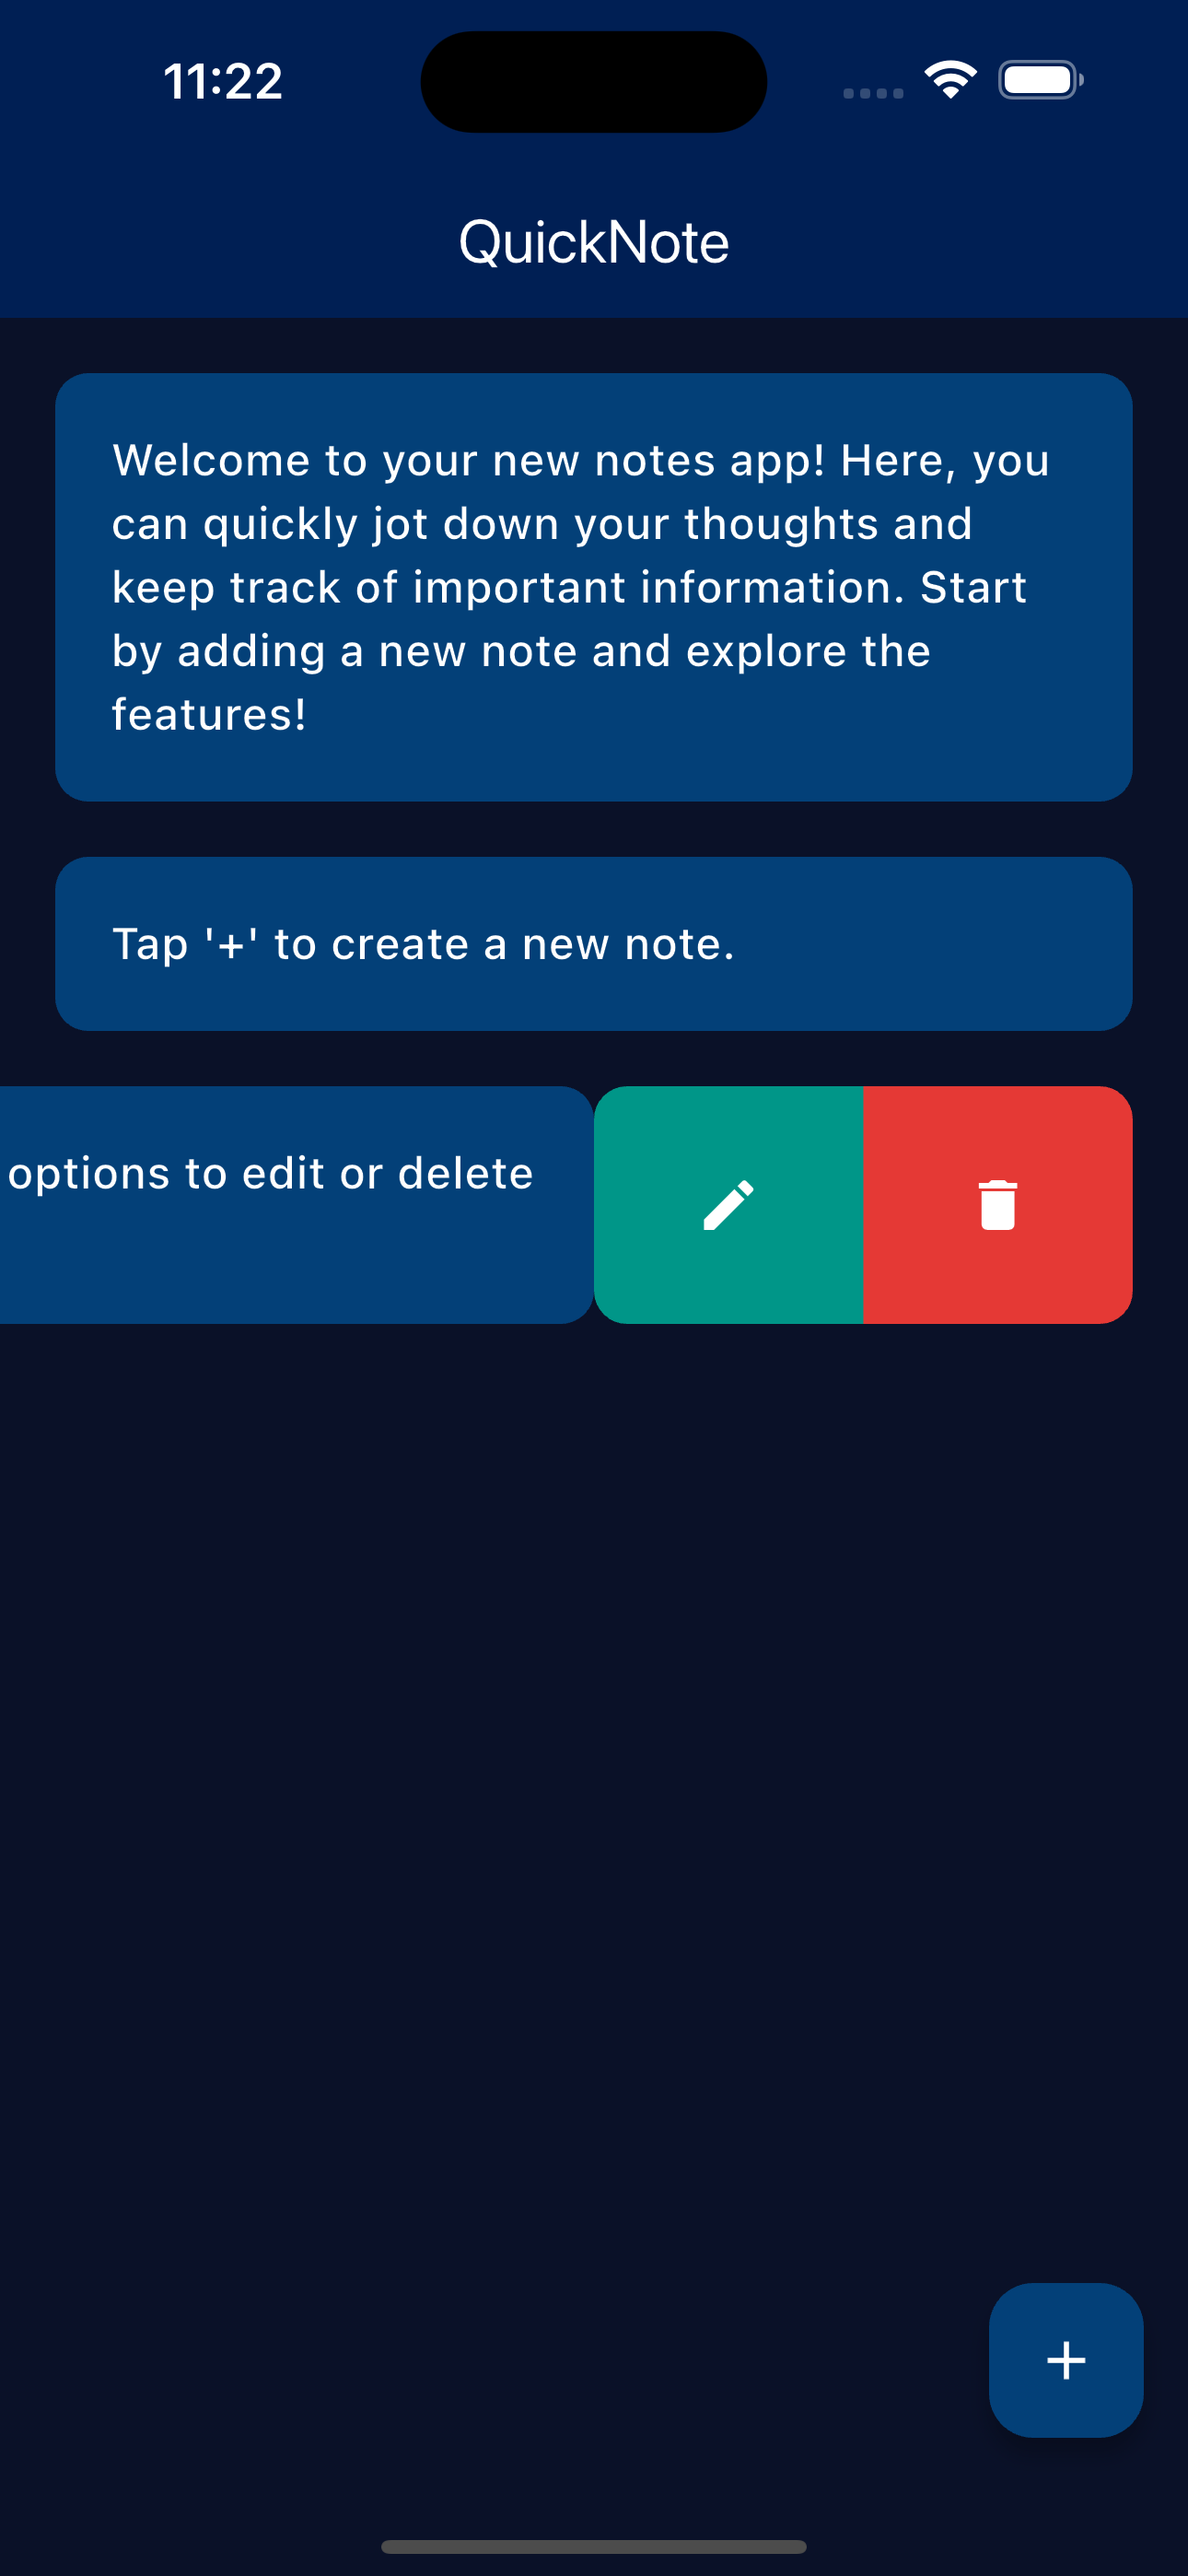 11:22
QuickNote
Welcome to your new notes app! Here, you
can quickly jot down your thoughts and
keep track of important information. Start
by adding a new note and explore the
features!
Tap '+' to create a new note.
options to edit or delete